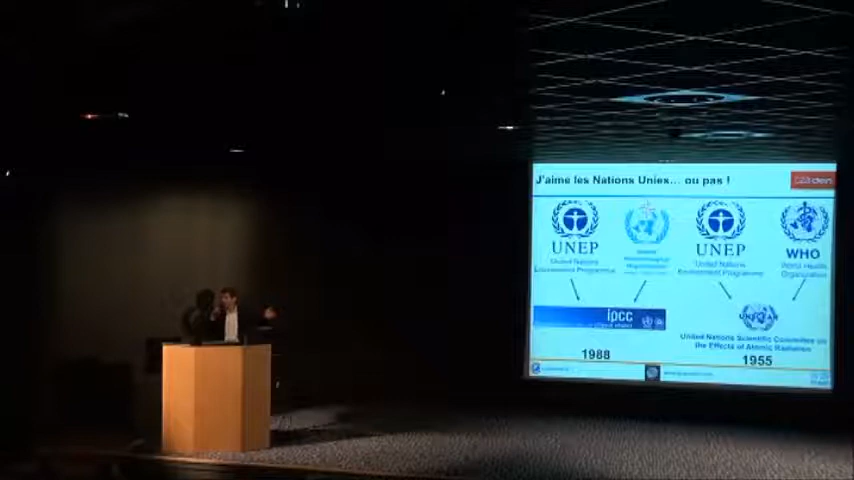 J'aime les Nations Unies... ou pas !
UNEP
United Nations
Environment Programme
UNEP
United Nations
Environment Programme
WHO
World Health
Organization
ipcc
United Nations Scientific Committee on
the Effects of Atomic Radiation
1988
1955